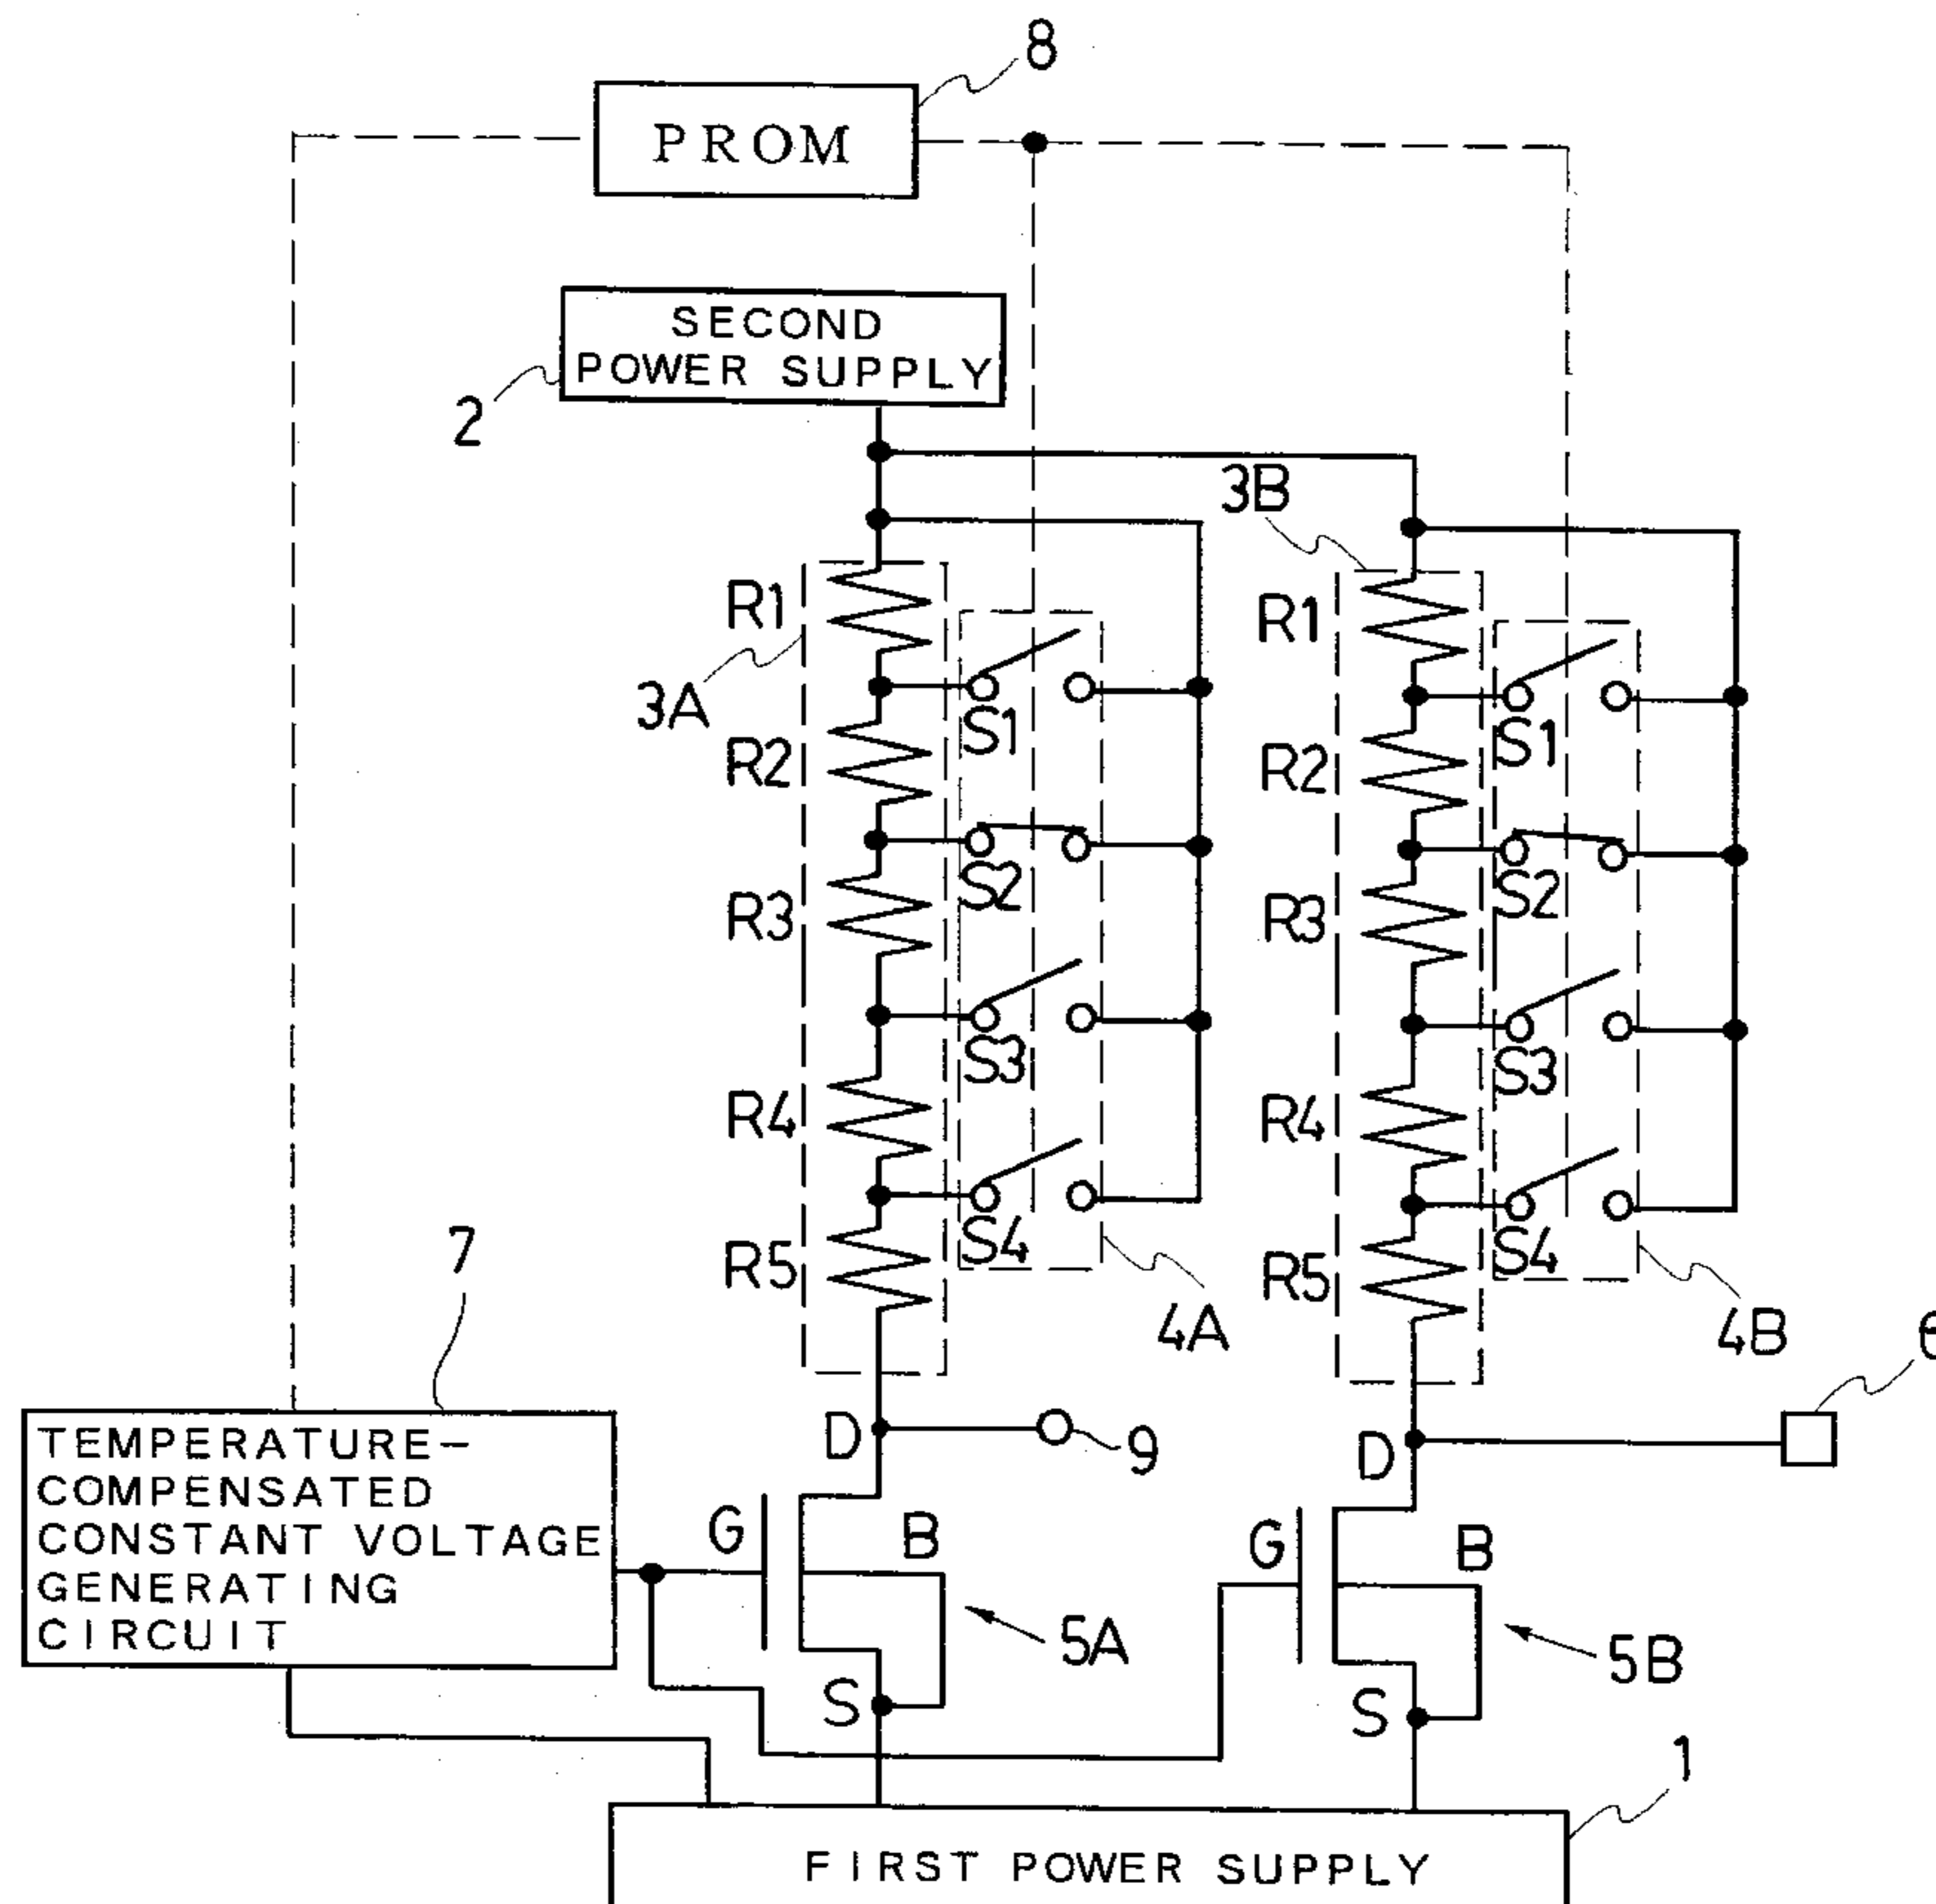 8
PROM
SECOND
POWER SUPPLY
2
3B
R1
R1
3A
S1
S1
R2
R2
S2
S2
R3
R3
S3
S3
R4
R4
S4
S4
7
R5
R5
4A
4B
TEMPERATURE-
COMPENSATED
CONSTANT VOLTAGE
GENERATING
CIRCUIT
D
9
D
G
B
G
B
5A
5B
S
S
1
FIRST POWER SUPPLY